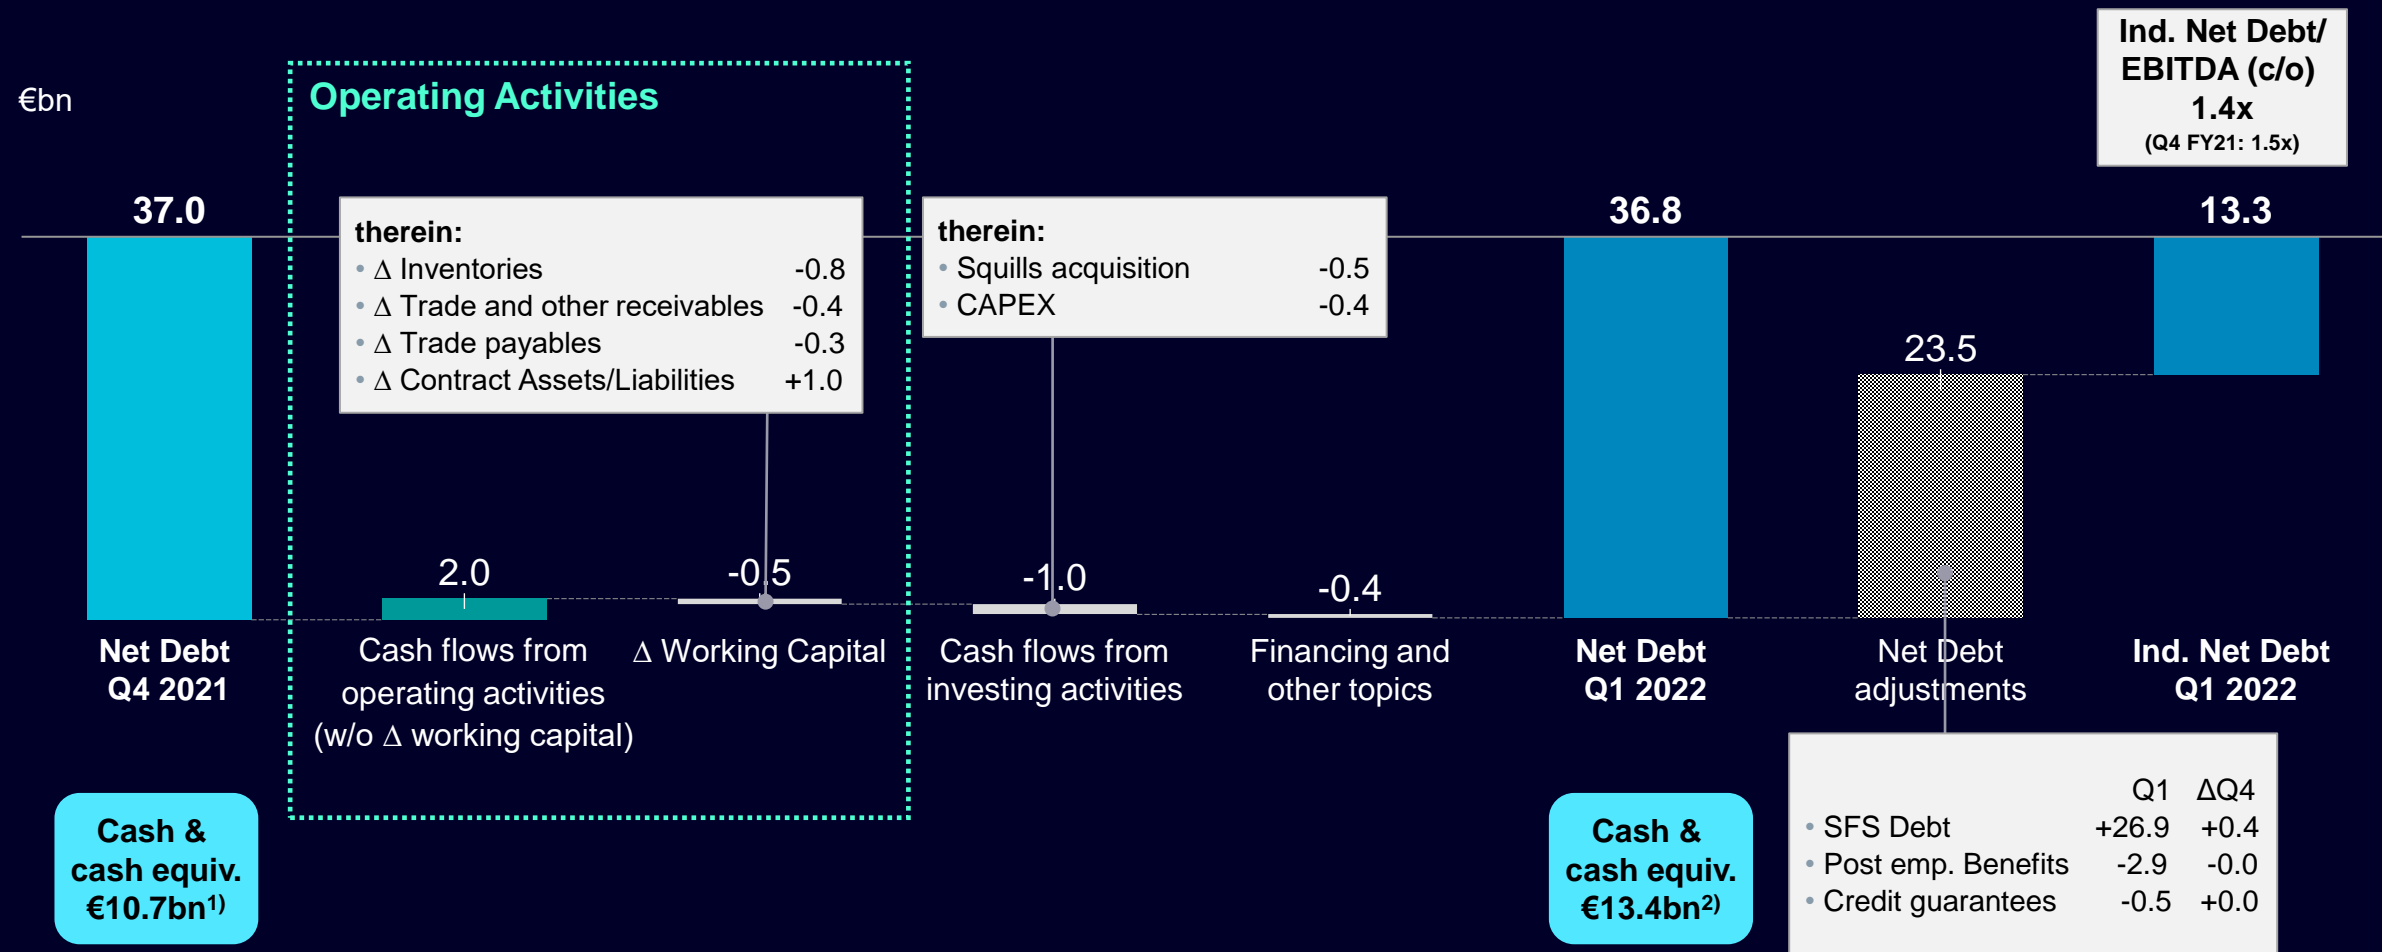 €bn
Operating Activities
Ind. Net Debt/
EBITDA (c/o)
1.4x
(Q4 FY21: 1.5x)
37.0
therein:
• Δ Inventories -0.8
• Δ Trade and other receivables -0.4
• Δ Trade payables -0.3
• Δ Contract Assets/Liabilities +1.0
therein:
• Squills acquisition -0.5
• CAPEX -0.4
36.8
13.3
23.5
2.0
-0.5
-1.0
-0.4
Net Debt
Q4 2021
Cash flows from
operating activities
(w/o Δ working capital)
Δ Working Capital
Cash flows from
investing activities
Financing and
other topics
Net Debt
Q1 2022
Net Debt
adjustments
Ind. Net Debt
Q1 2022
Cash &
cash equiv.
€10.7bn1)
Cash &
cash equiv.
€13.4bn2)
Q1 ΔQ4
• SFS Debt +26.9 +0.4
• Post emp. Benefits -2.9 -0.0
• Credit guarantees -0.5 +0.0